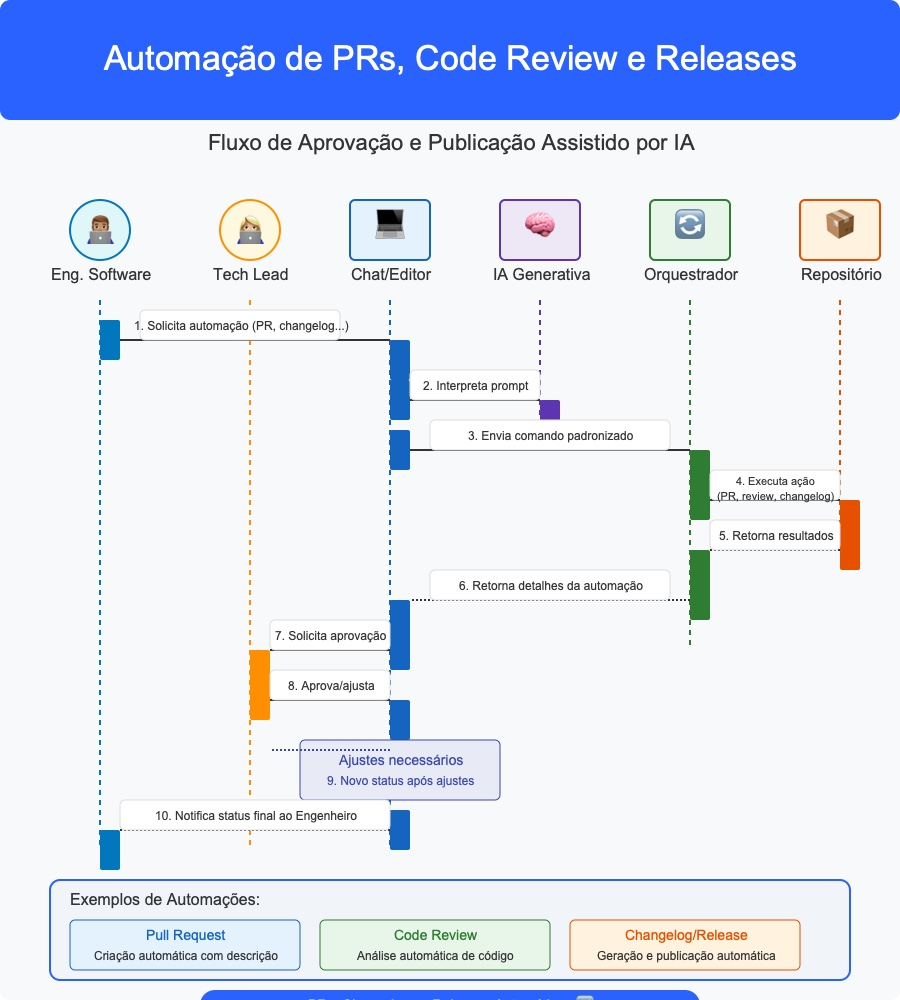 Automação de PRs, Code Review e Releases
Fluxo de Aprovação e Publicação Assistido por IA
Eng. Software
Tech Lead
Chat/Editor
IA Generativa
Orquestrador
Repositório
1. Solicita automação (PR, changelog...)
2. Interpreta prompt
3. Envia comando padronizado
4. Executa ação
(PR, review, changelog)
5. Retorna resultados
6. Retorna detalhes da automação
7. Solicita aprovação
8. Aprova/ajusta
Ajustes necessários
9. Novo status após ajustes
10. Notifica status final ao Engenheiro
Exemplos de Automações:
Pull Request
Criação automática com descrição
Code Review
Análise automática de código
Changelog/Release
Geração e publicação automática